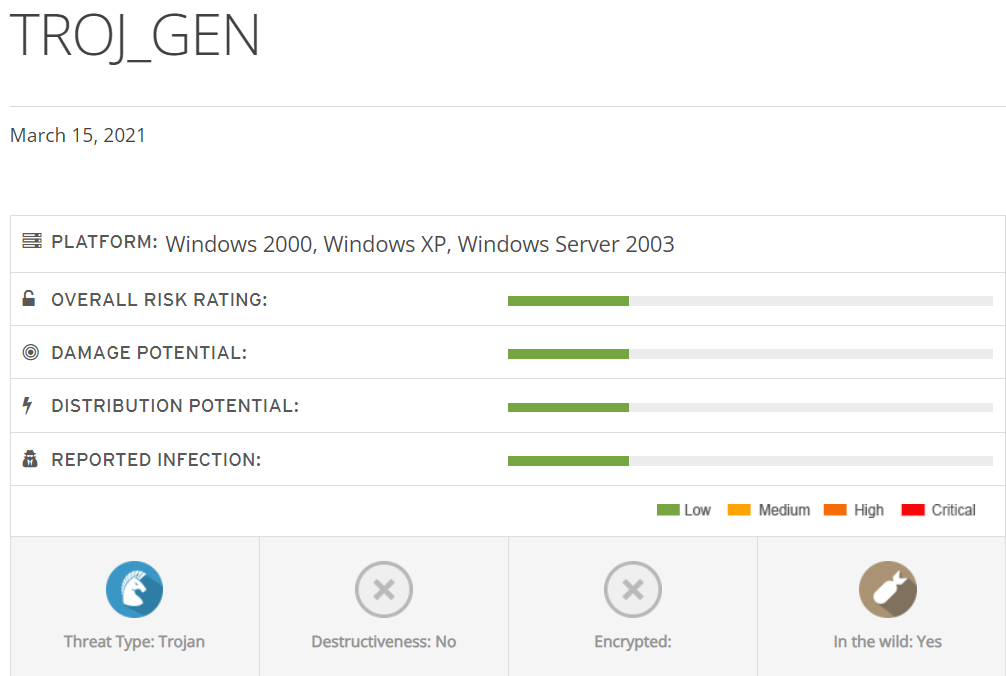 TROJ_GEN
March 15, 2021
PLATFORM: Windows 2000, Windows XP, Windows Server 2003
OVERALL RISK RATING:
DAMAGE POTENTIAL:
DISTRIBUTION POTENTIAL:
REPORTED INFECTION:
Low Medium High Critical
Threat Type: Trojan
Destructiveness: No
Encrypted:
In the wild: Yes